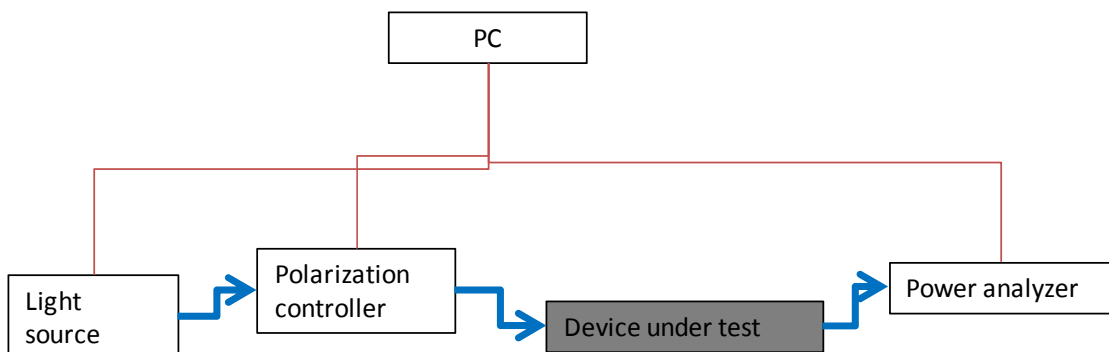 PC
Light
source
Polarization
controller
Device under test
Power analyzer